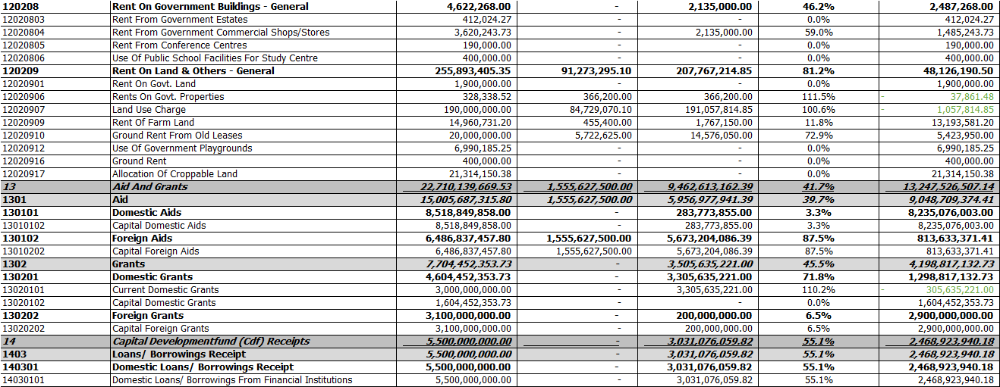 120208 Rent On Government Buildings - General 4,622,268.00 - 2,135,000.00 46.2% 2,487,268.00
12020803 Rent From Government Estates 412,024.27 - - 0.0% 412,024.27
12020804 Rent From Government Commercial Shops/Stores 3,620,243.73 - 2,135,000.00 59.0% 1,485,243.73
12020805 Rent From Conference Centres 190,000.00 - - 0.0% 190,000.00
12020806 Use Of Public School Facilities For Study Centre 400,000.00 - - 0.0% 400,000.00
120209 Rent On Land & Others - General 255,893,405.35 91,273,295.10 207,767,214.85 81.2% 48,126,190.50
12020901 Rent On Govt. Land 1,900,000.00 - - 0.0% 1,900,000.00
12020906 Rents On Govt. Properties 328,338.52 366,200.00 366,200.00 111.5% - 37,861.48
12020907 Land Use Charge 190,000,000.00 84,729,070.10 191,057,814.85 100.6% - 1,057,814.85
12020909 Rent Of Farm Land 14,960,731.20 455,400.00 1,767,150.00 11.8% 13,193,581.20
12020910 Ground Rent From Old Leases 20,000,000.00 5,722,625.00 14,576,050.00 72.9% 5,423,950.00
12020912 Use Of Government Playgrounds 6,990,185.25 - - 0.0% 6,990,185.25
12020916 Ground Rent 400,000.00 - - 0.0% 400,000.00
12020917 Allocation Of Croppable Land 21,314,150.38 - - 0.0% 21,314,150.38
13 Aid And Grants 22,710,139,669.53 1,555,627,500.00 9,462,613,162.39 41.7% 13,247,526,507.14
1301 Aid 15,005,687,315.80 1,555,627,500.00 5,956,977,941.39 39.7% 9,048,709,374.41
130101 Domestic Aids 8,518,849,858.00 - 283,773,855.00 3.3% 8,235,076,003.00
13010102 Capital Domestic Aids 8,518,849,858.00 - 283,773,855.00 3.3% 8,235,076,003.00
130102 Foreign Aids 6,486,837,457.80 1,555,627,500.00 5,673,204,086.39 87.5% 813,633,371.41
13010202 Capital Foreign Aids 6,486,837,457.80 1,555,627,500.00 5,673,204,086.39 87.5% 813,633,371.41
1302 Grants 7,704,452,353.73 - 3,505,635,221.00 45.5% 4,198,817,132.73
130201 Domestic Grants 4,604,452,353.73 - 3,305,635,221.00 71.8% 1,298,817,132.73
13020101 Current Domestic Grants 3,000,000,000.00 - 3,305,635,221.00 110.2% - 305,635,221.00
13020102 Capital Domestic Grants 1,604,452,353.73 - - 0.0% 1,604,452,353.73
130202 Foreign Grants 3,100,000,000.00 - 200,000,000.00 6.5% 2,900,000,000.00
13020202 Capital Foreign Grants 3,100,000,000.00 - 200,000,000.00 6.5% 2,900,000,000.00
14 Capital Developmentfund (Cdf) Receipts 5,500,000,000.00 - 3,031,076,059.82 55.1% 2,468,923,940.18
1403 Loans/ Borrowings Receipt 5,500,000,000.00 - 3,031,076,059.82 55.1% 2,468,923,940.18
140301 Domestic Loans/ Borrowings Receipt 5,500,000,000.00 - 3,031,076,059.82 55.1% 2,468,923,940.18
14030101 Domestic Loans/ Borrowings From Financial Institutions 5,500,000,000.00 - 3,031,076,059.82 55.1% 2,468,923,940.18